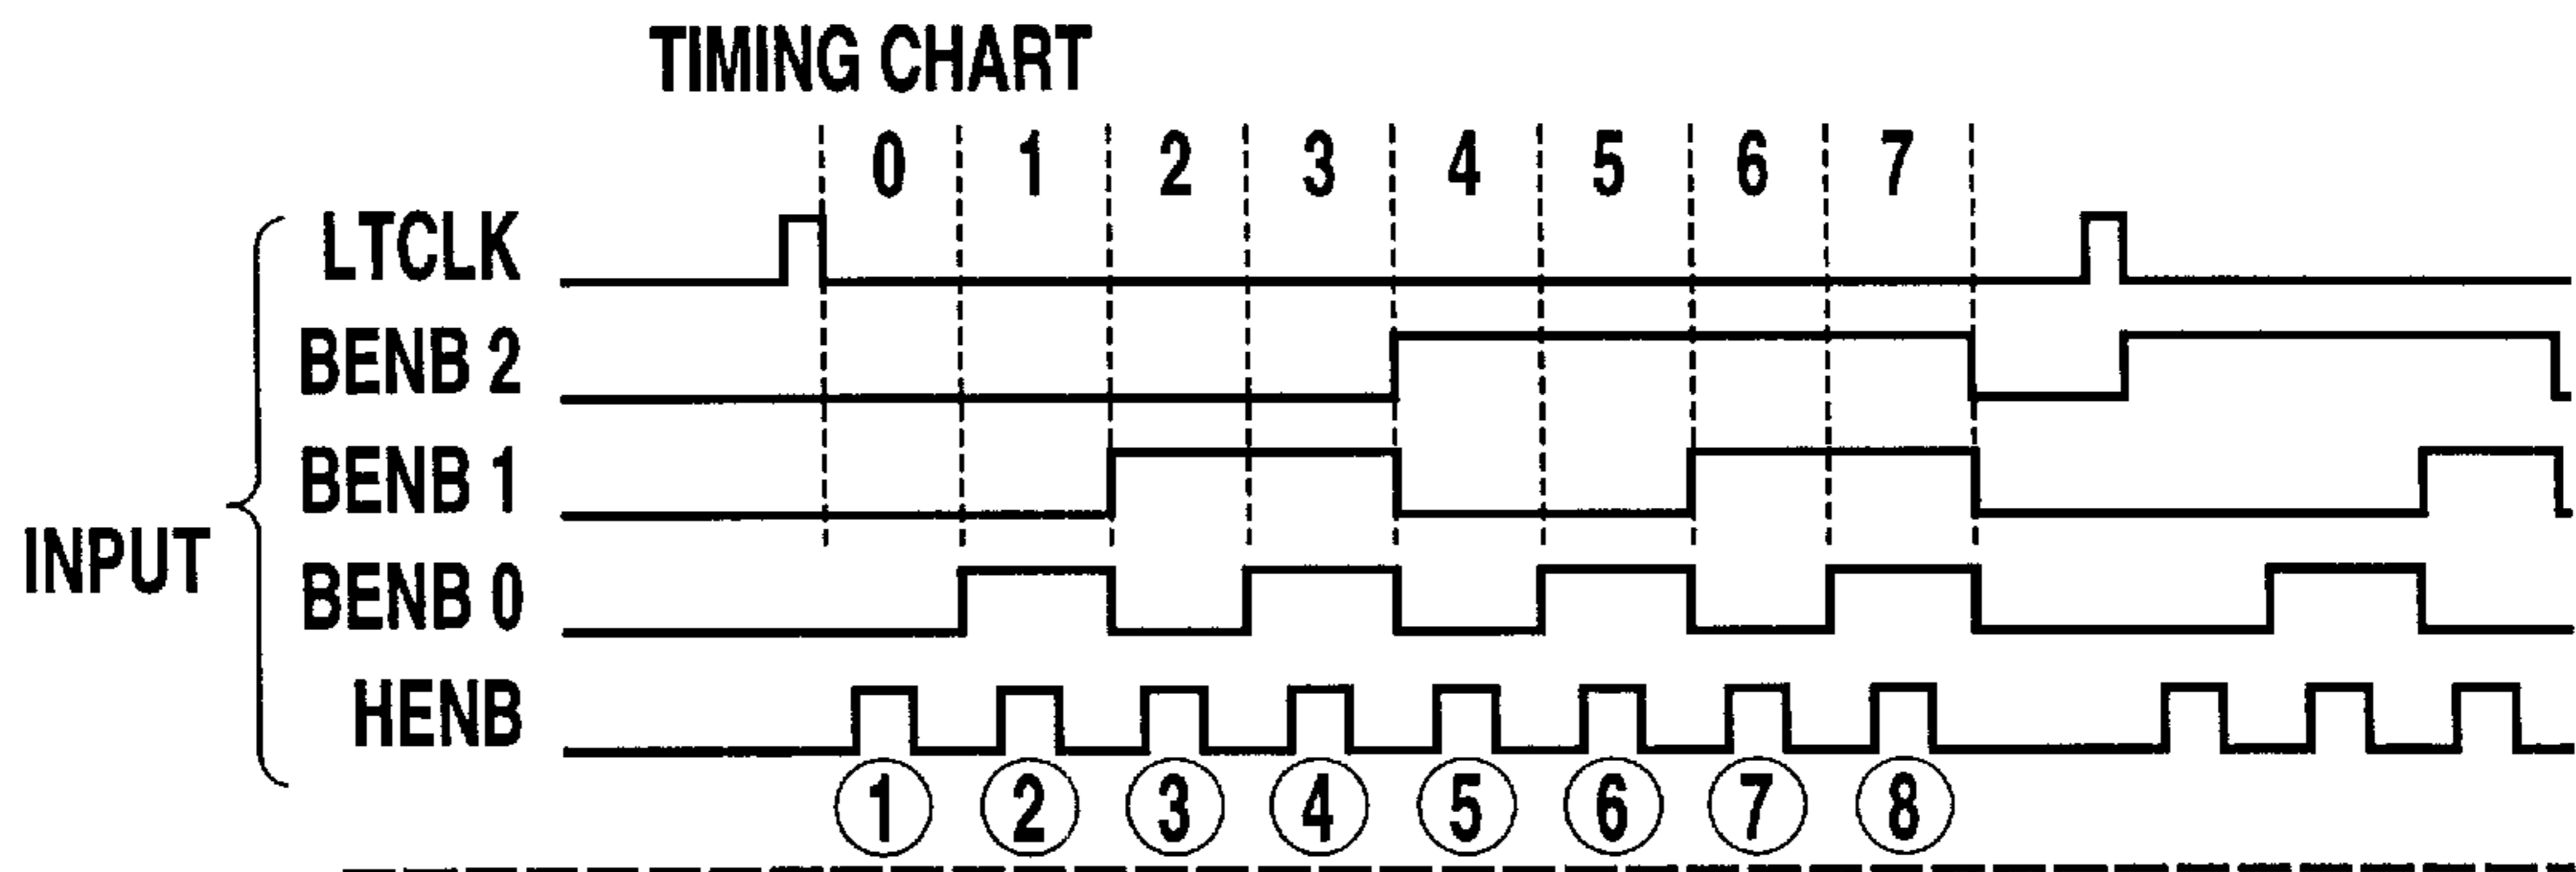 TIMING CHART
0 1 2 3 4 5 6 7
LTCLK
BENB 2
BENB 1
INPUT
BENB 0
HENB
① ② ③ ④ ⑤ ⑥ ⑦ ⑧